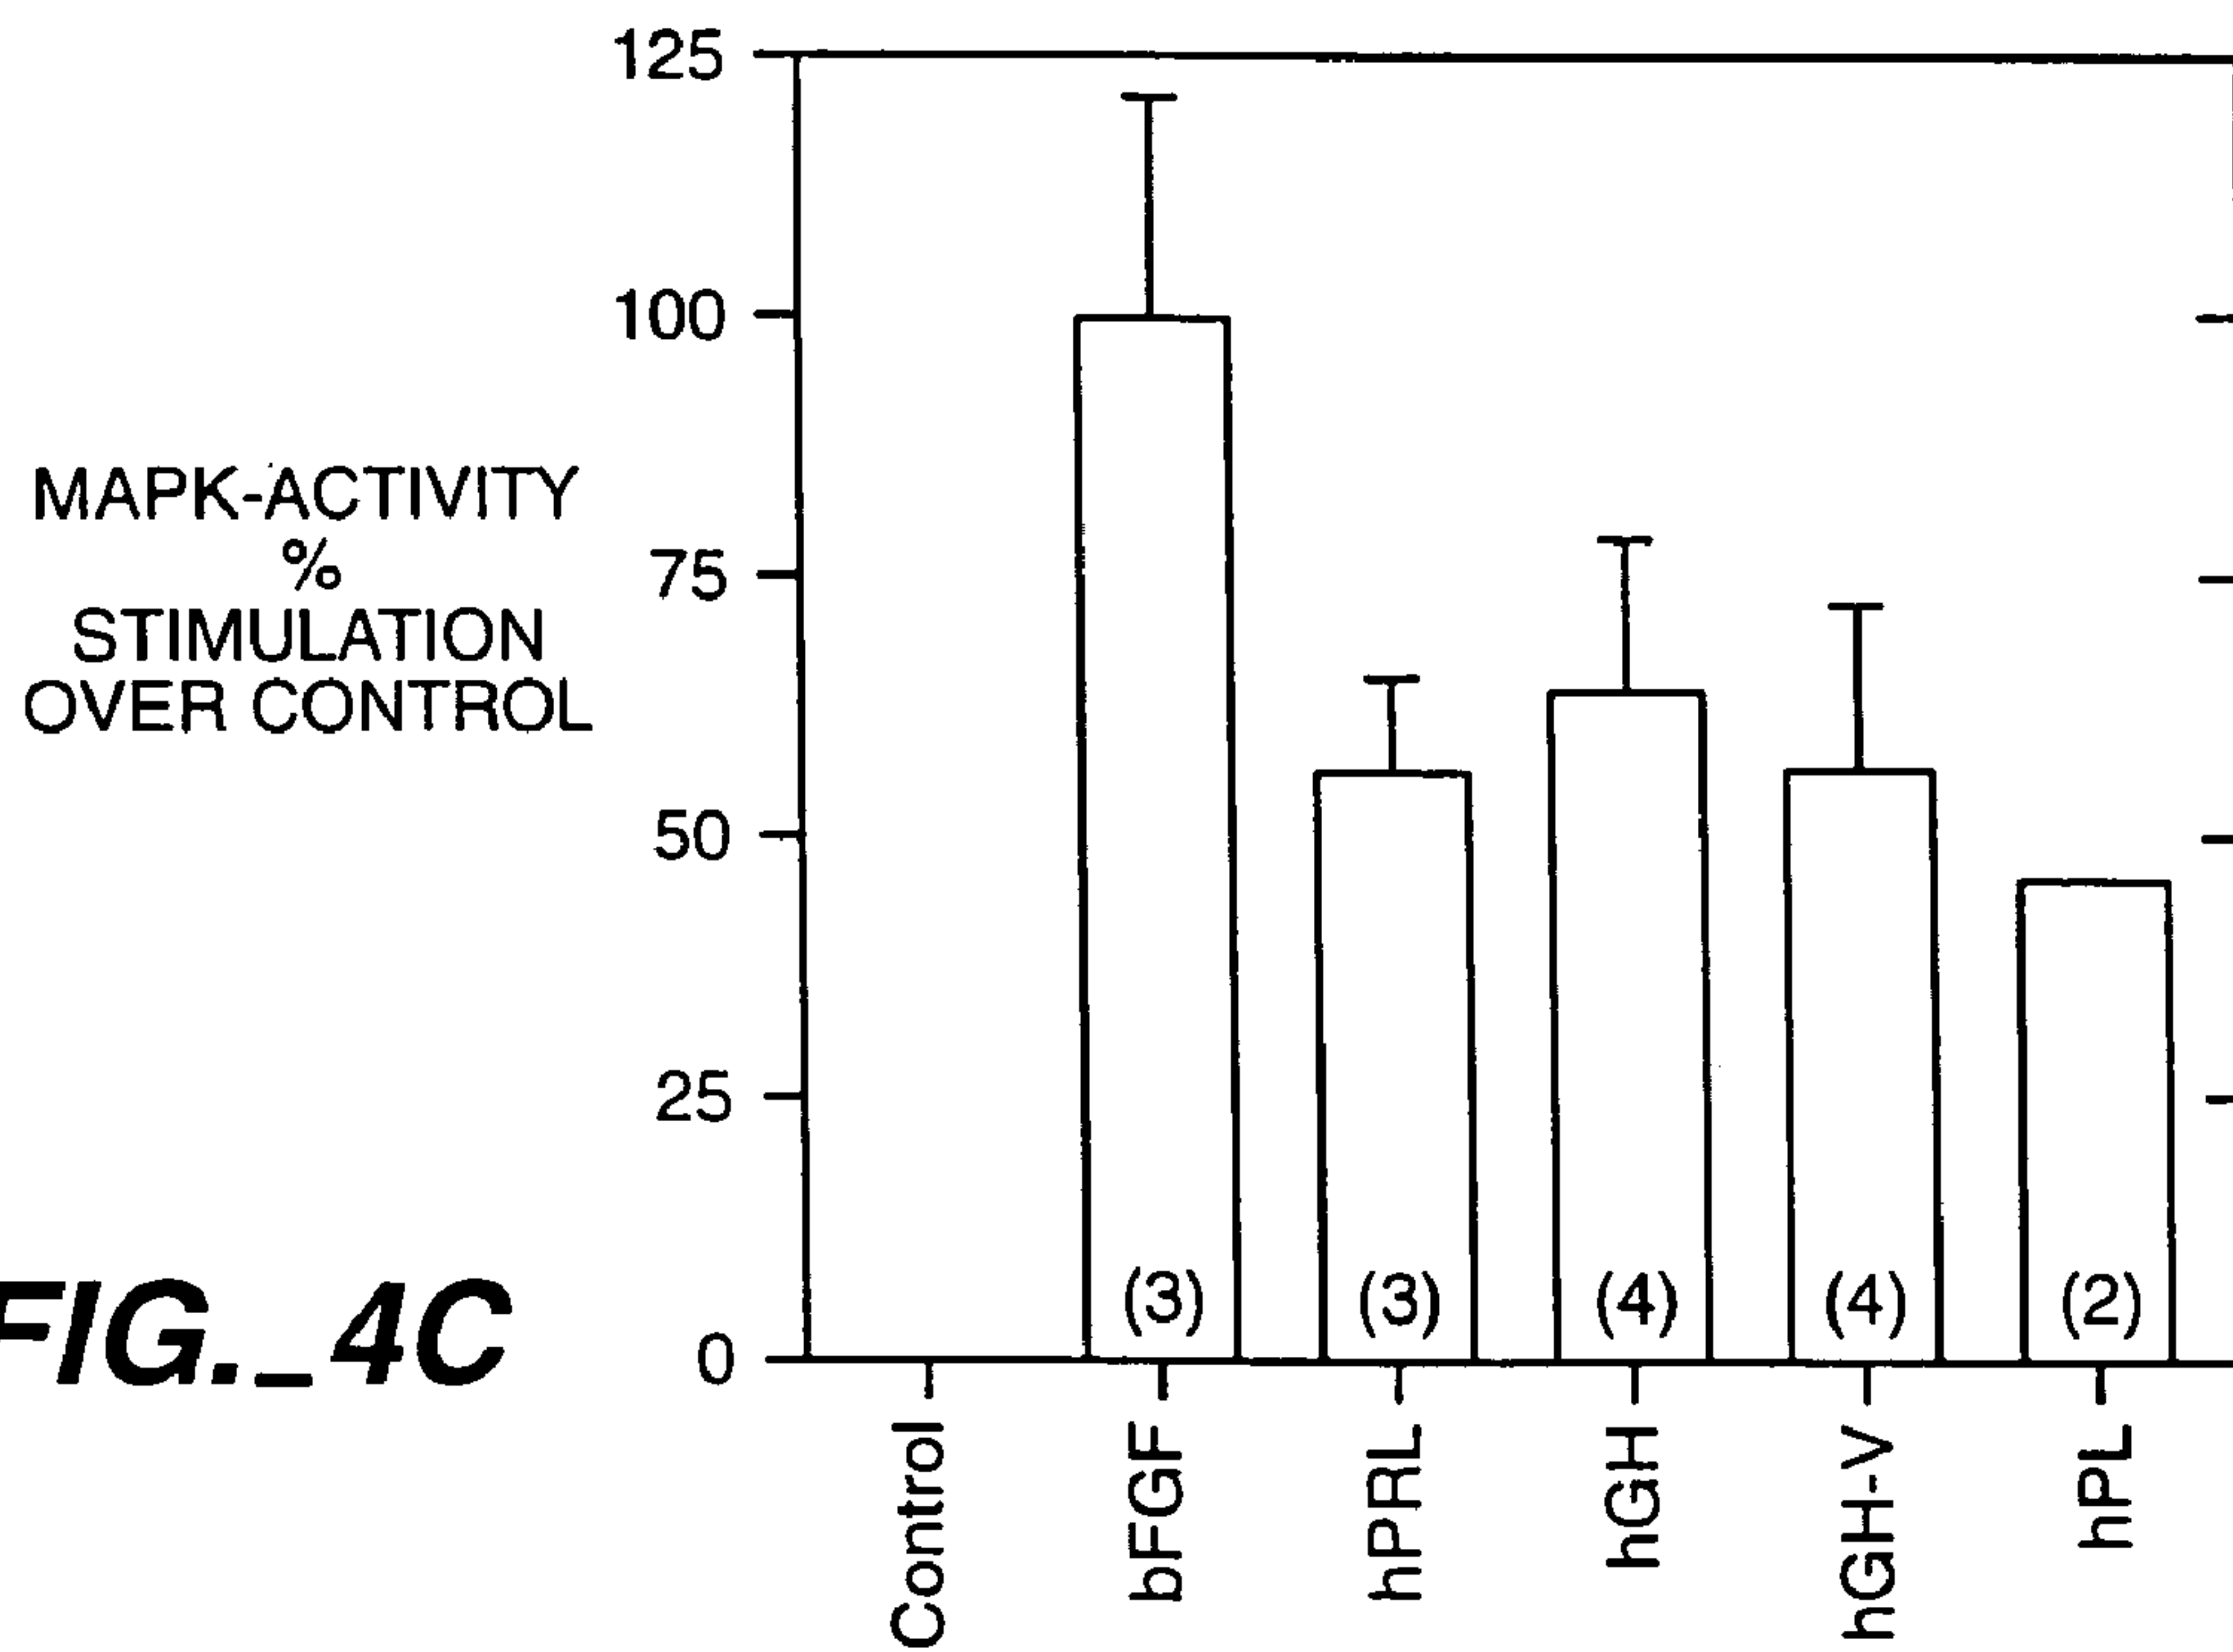 125
100
75
50
25
0
MAPK-ACTIVITY
%
STIMULATION
OVER CONTROL
(3)
(3)
(4)
(4)
(2)
Control
bFGF
hPRL
hGH
hGH-V
hPL
FIG._4C